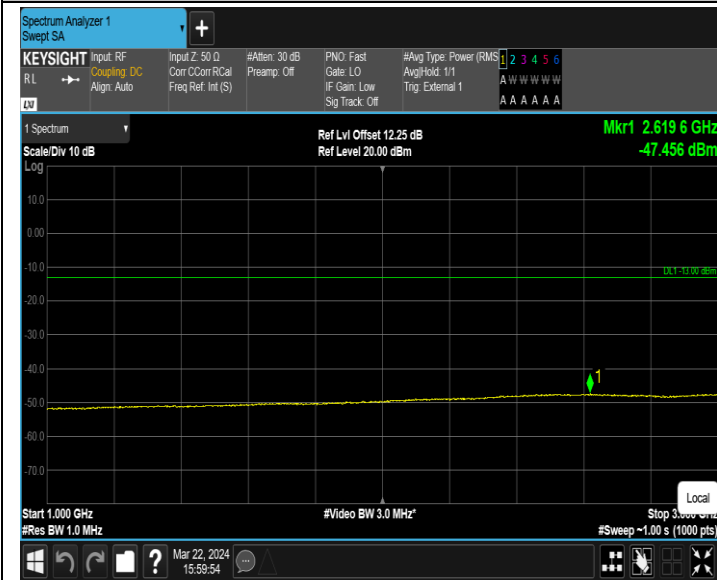 Spectrum Analyzer 1
Swept SA
+
KEYSIGHT
RL
LXI
Input: RF
Coupling: DC
Align: Auto
Input Z: 50 Ω
Corr CCorr RCal
Freq Ref: Int (S)
#Atten: 30 dB
Preamp: Off
PNO: Fast
Gate: LO
IF Gain: Low
Sig Track: Off
#Avg Type: Power (RMS
Avg|Hold: 1/1
Trig: External 1
1 2 3 4 5 6
A W W W W W
A A A A A A
1 Spectrum
Scale/Div 10 dB
Log
Ref Lvl Offset 12.25 dB
Ref Level 20.00 dBm
Mkr1 2.619 6 GHz
-47.456 dBm
10.0
0.00
-10.0
DL1 -13.00 dBm
-20.0
-30.0
-40.0
1
-50.0
-60.0
-70.0
Local
Start 1.000 GHz
#Video BW 3.0 MHz*
Stop 3.000 GHz
#Res BW 1.0 MHz
#Sweep ~1.00 s (1000 pts)
?
Mar 22, 2024
15:59:54